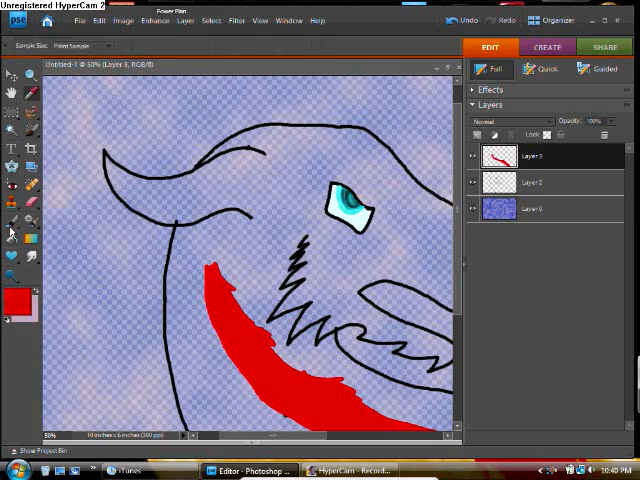 Unregistered HyperCam 2
Power Plan
pse
File Edit Image Enhance Layer Select Filter View Window Help
Undo Redo Organizer
Sample Size: Point Sample
EDIT CREATE SHARE
Untitled-1 @ 50% (Layer 3, RGB/8)
Full Quick Guided
Effects
Layers
Normal Opacity: 100%
Lock:
Layer 3
Layer 2
Layer 0
T
50% 10 inches x 6 inches (300 ppi)
Show Project Bin
iTunes Editor - Photoshop ... HyperCam - Record... 10:40 PM